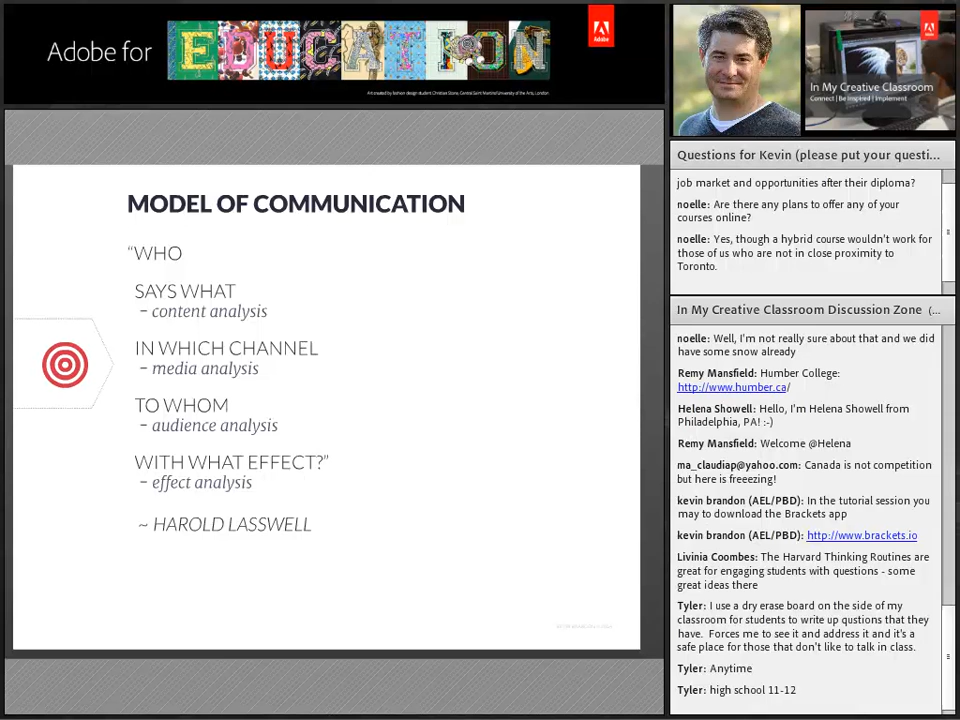 Adobe for EDUCATION
Adobe
Art created by fashion design student Christian Stone, Central Saint Martins/University of the Arts, London
In My Creative Classroom
Connect | Be Inspired | Implement
MODEL OF COMMUNICATION
“WHO
SAYS WHAT
– content analysis
IN WHICH CHANNEL
– media analysis
TO WHOM
– audience analysis
WITH WHAT EFFECT?”
– effect analysis
~ HAROLD LASSWELL
Questions for Kevin (please put your questi...
job market and opportunities after their diploma?
noelle: Are there any plans to offer any of your
courses online?
noelle: Yes, though a hybrid course wouldn't work for
those of us who are not in close proximity to
Toronto.
In My Creative Classroom Discussion Zone (...
noelle: Well, I'm not really sure about that and we did
have some snow already
Remy Mansfield: Humber College:
http://www.humber.ca/
Helena Showell: Hello, I'm Helena Showell from
Philadelphia, PA! :-)
Remy Mansfield: Welcome @Helena
ma_claudiap@yahoo.com: Canada is not competition
but here is freeezing!
kevin brandon (AEL/PBD): In the tutorial session you
may to download the Brackets app
kevin brandon (AEL/PBD): http://www.brackets.io
Livinia Coombes: The Harvard Thinking Routines are
great for engaging students with questions - some
great ideas there
Tyler: I use a dry erase board on the side of my
classroom for students to write up qustions that they
have. Forces me to see it and address it and it's a
safe place for those that don't like to talk in class.
Tyler: Anytime
Tyler: high school 11-12